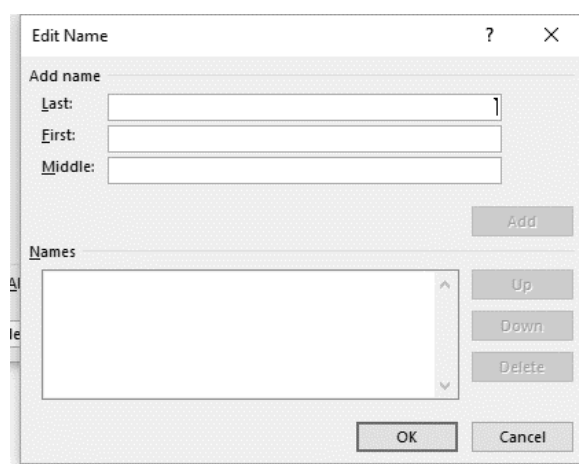 Edit Name ? ×
Add name
Last:
First:
Middle:
Add
Names
Up
Down
Delete
OK Cancel